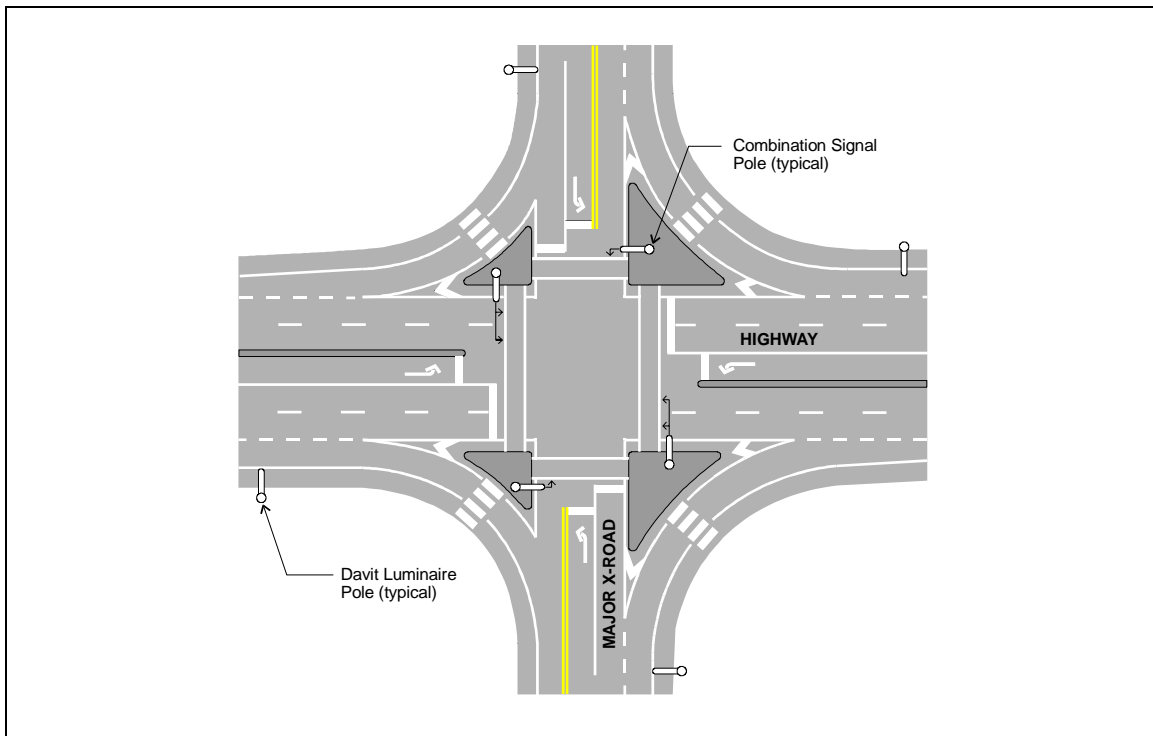 Combination Signal
Pole (typical)
HIGHWAY
MAJOR X-ROAD
Davit Luminaire
Pole (typical)